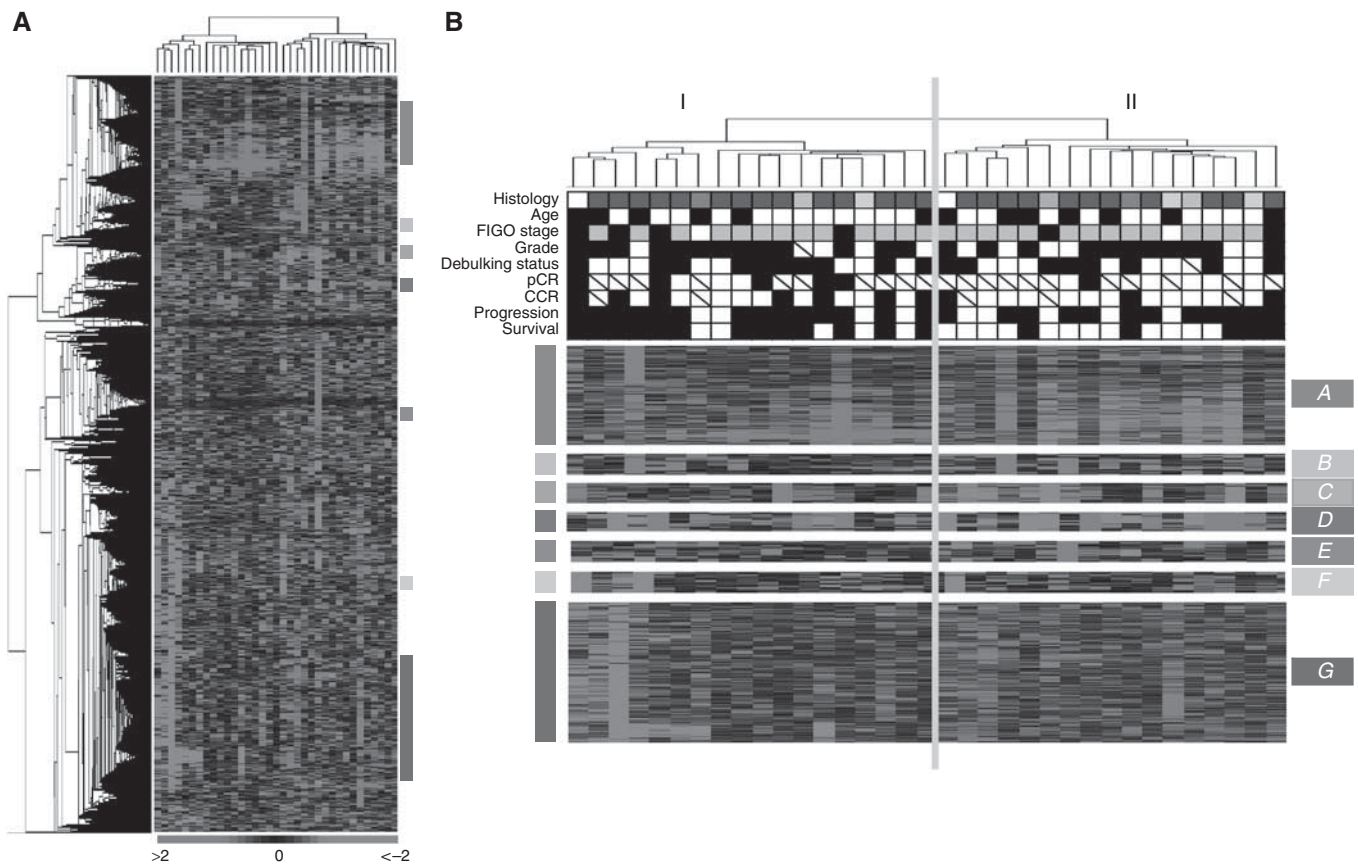 A
B
I
II
Histology
Age
FIGO stage
Grade
Debulking status
pCR
CCR
Progression
Survival
A
B
C
D
E
F
G
>2
0
<–2